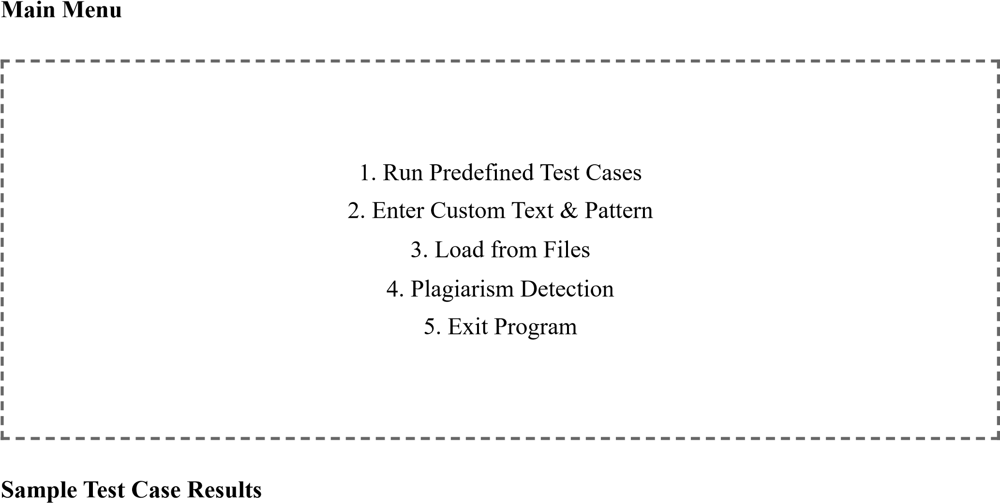 Main Menu
1. Run Predefined Test Cases
2. Enter Custom Text & Pattern
3. Load from Files
4. Plagiarism Detection
5. Exit Program
Sample Test Case Results